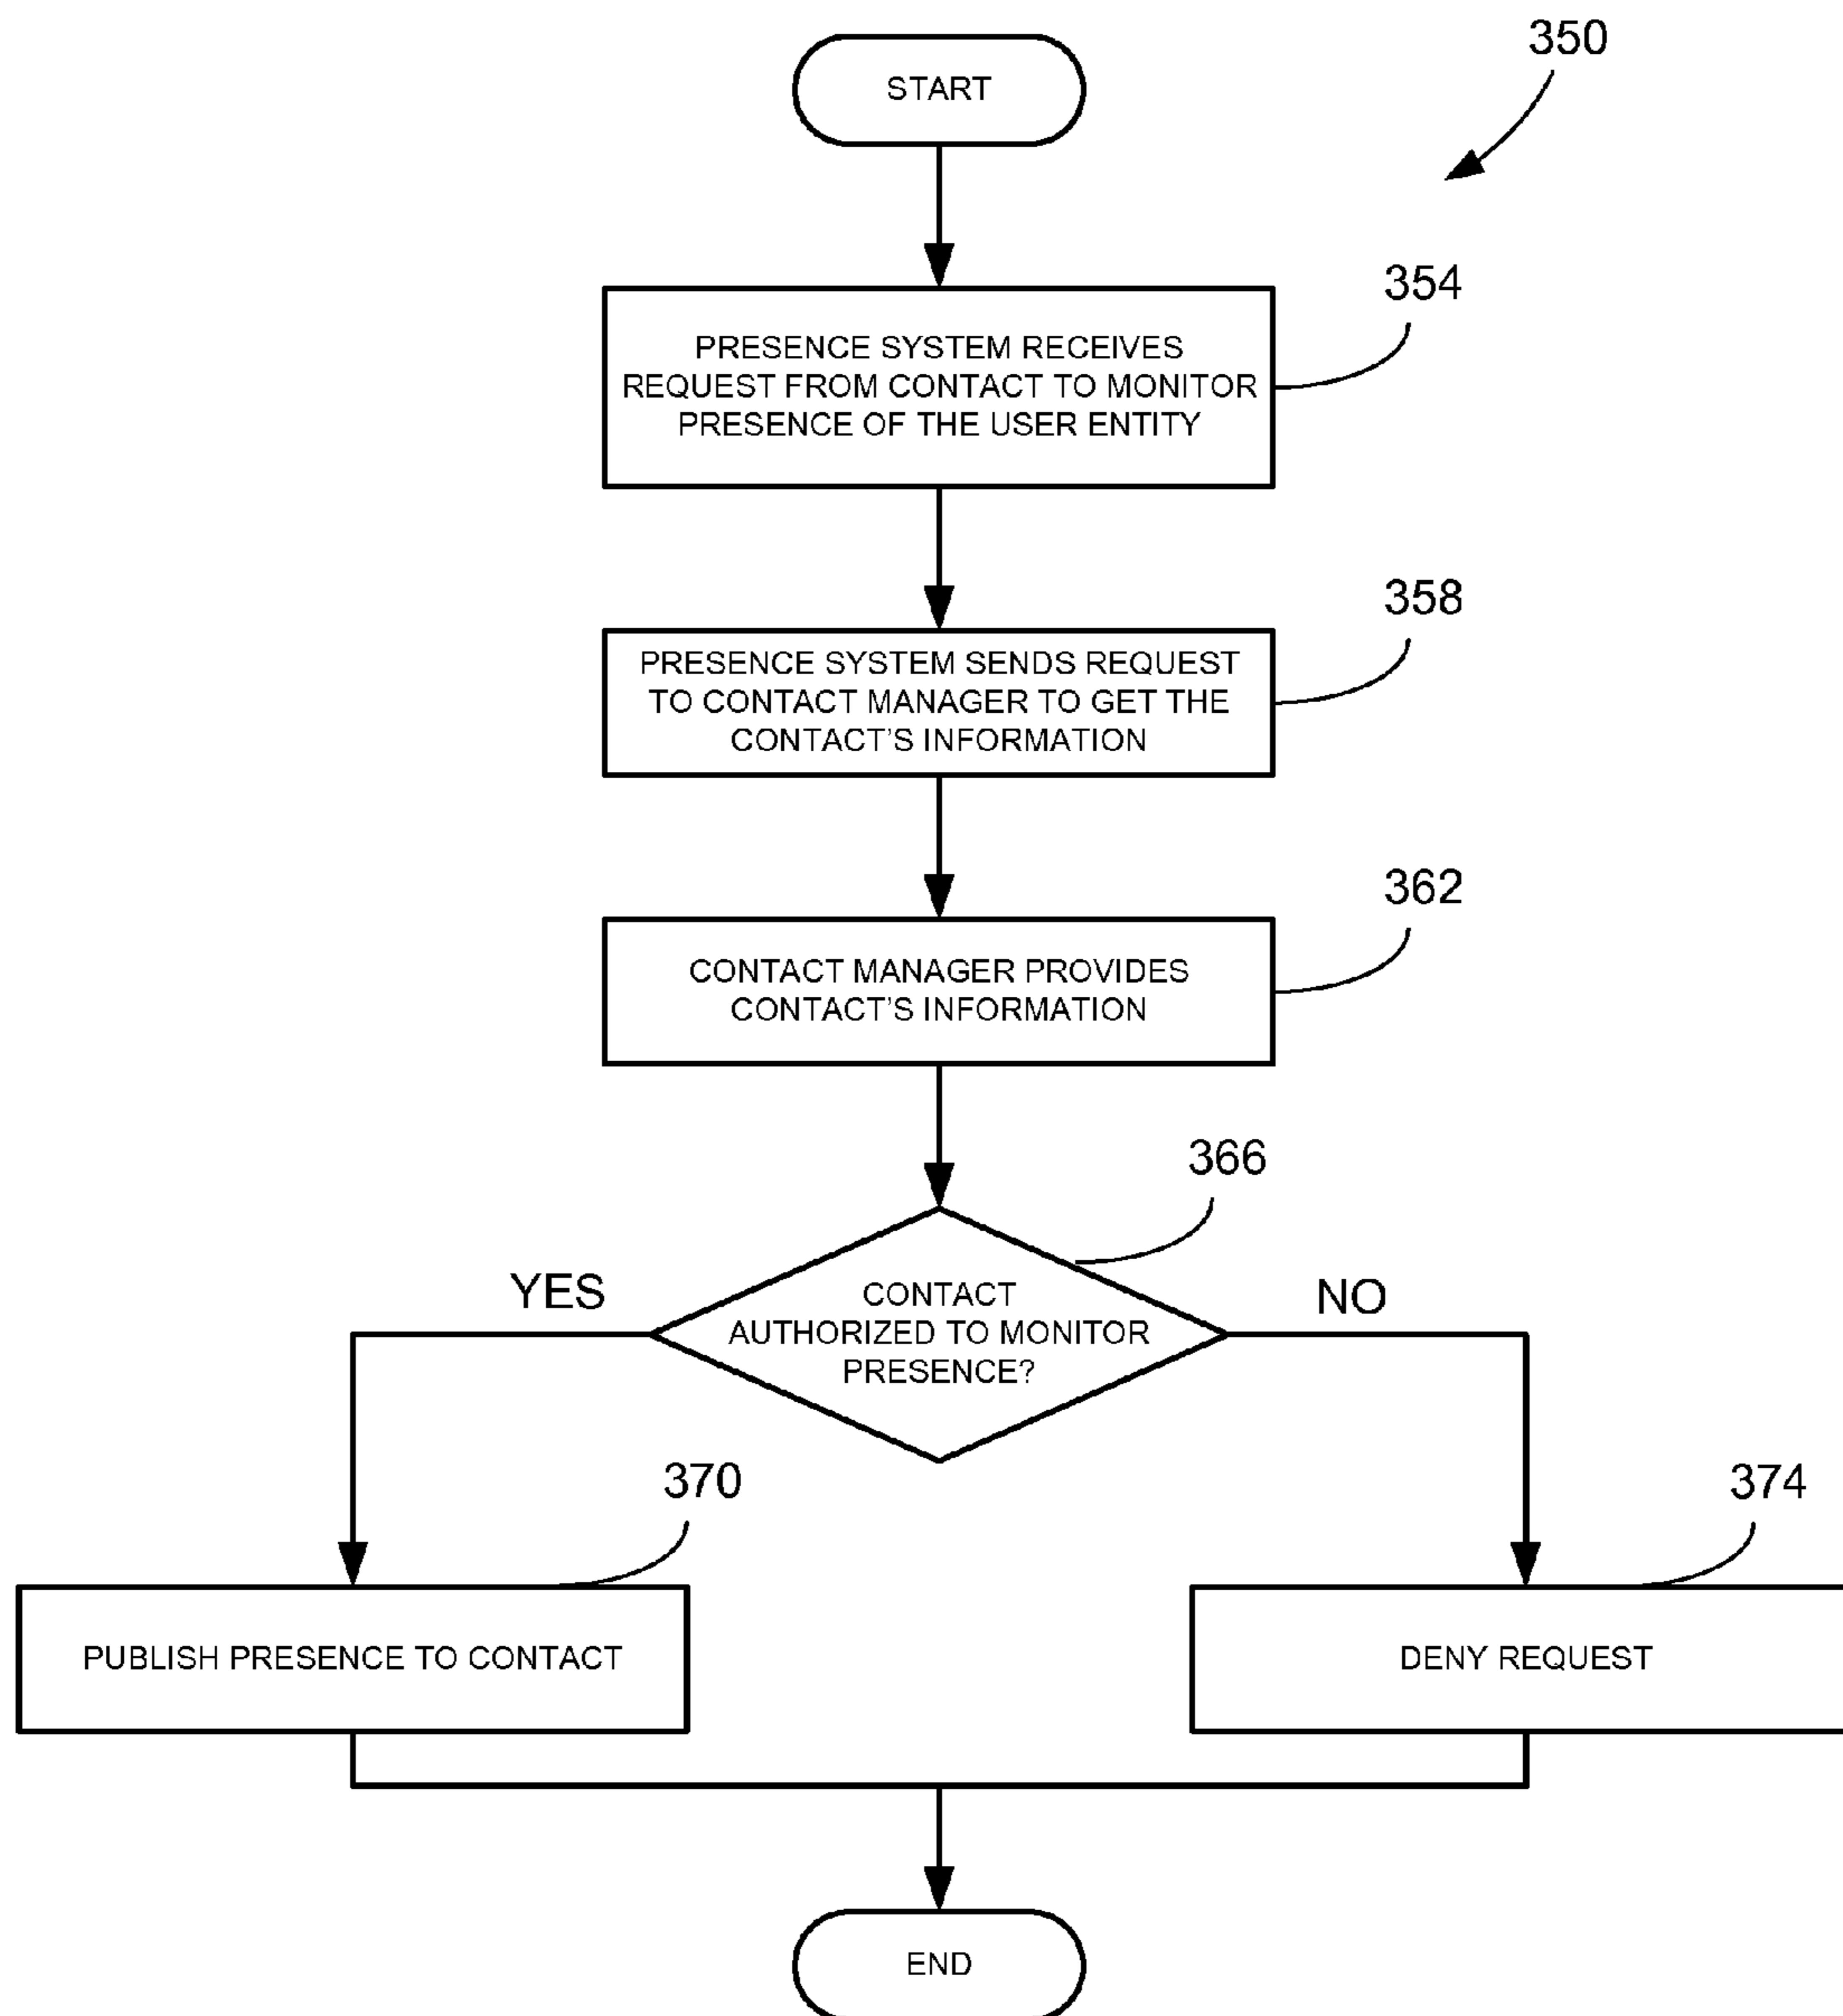 350
START
354
PRESENCE SYSTEM RECEIVES
REQUEST FROM CONTACT TO MONITOR
PRESENCE OF THE USER ENTITY
358
PRESENCE SYSTEM SENDS REQUEST
TO CONTACT MANAGER TO GET THE
CONTACT'S INFORMATION
362
CONTACT MANAGER PROVIDES
CONTACT'S INFORMATION
366
YES
CONTACT
AUTHORIZED TO MONITOR
PRESENCE?
NO
370
374
PUBLISH PRESENCE TO CONTACT
DENY REQUEST
END